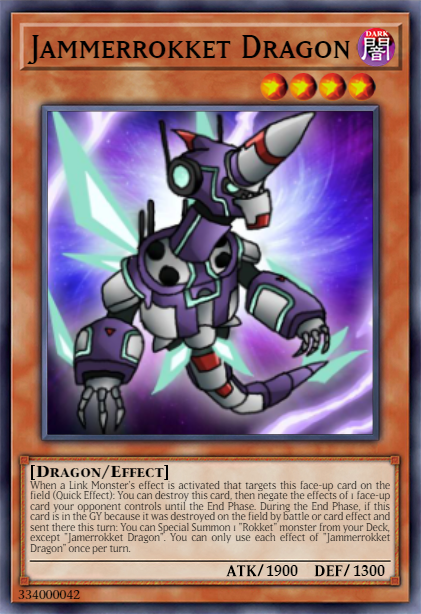 Jammerrokket Dragon
DARK
闇
[Dragon/Effect]
When a Link Monster's effect is activated that targets this face-up card on the
field (Quick Effect): You can destroy this card, then negate the effects of 1 face-up
card your opponent controls until the End Phase. During the End Phase, if this
card is in the GY because it was destroyed on the field by battle or card effect and
sent there this turn: You can Special Summon 1 "Rokket" monster from your Deck,
except "Jamerrokket Dragon". You can only use each effect of "Jammerrokket
Dragon" once per turn.
ATK/1900 DEF/1300
334000042